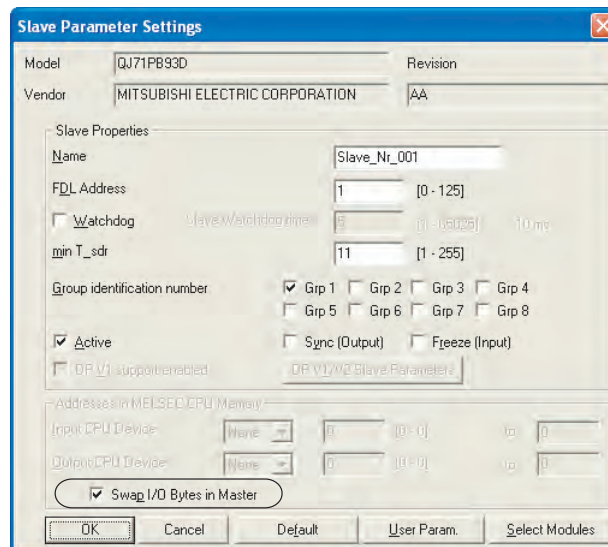 Slave Parameter Settings
Model QJ71PB93D Revision
Vendor MITSUBISHI ELECTRIC CORPORATION AA
Slave Properties
Name Slave_Nr_001
FDL Address 1 [0 - 125]
Watchdog Slave Watchdog time 5 [1 - 65025] 10 ms
min T_sdr 11 [1 - 255]
Group identification number Grp 1 Grp 2 Grp 3 Grp 4
Grp 5 Grp 6 Grp 7 Grp 8
Active Sync (Output) Freeze (Input)
DP V1 support enabled DP V1/V2 Slave Parameters
Addresses in MELSEC CPU Memory
Input CPU Device None 0 [0 - 0] to 0
Output CPU Device None 0 [0 - 0] to 0
Swap I/O Bytes in Master
OK Cancel Default User Param. Select Modules